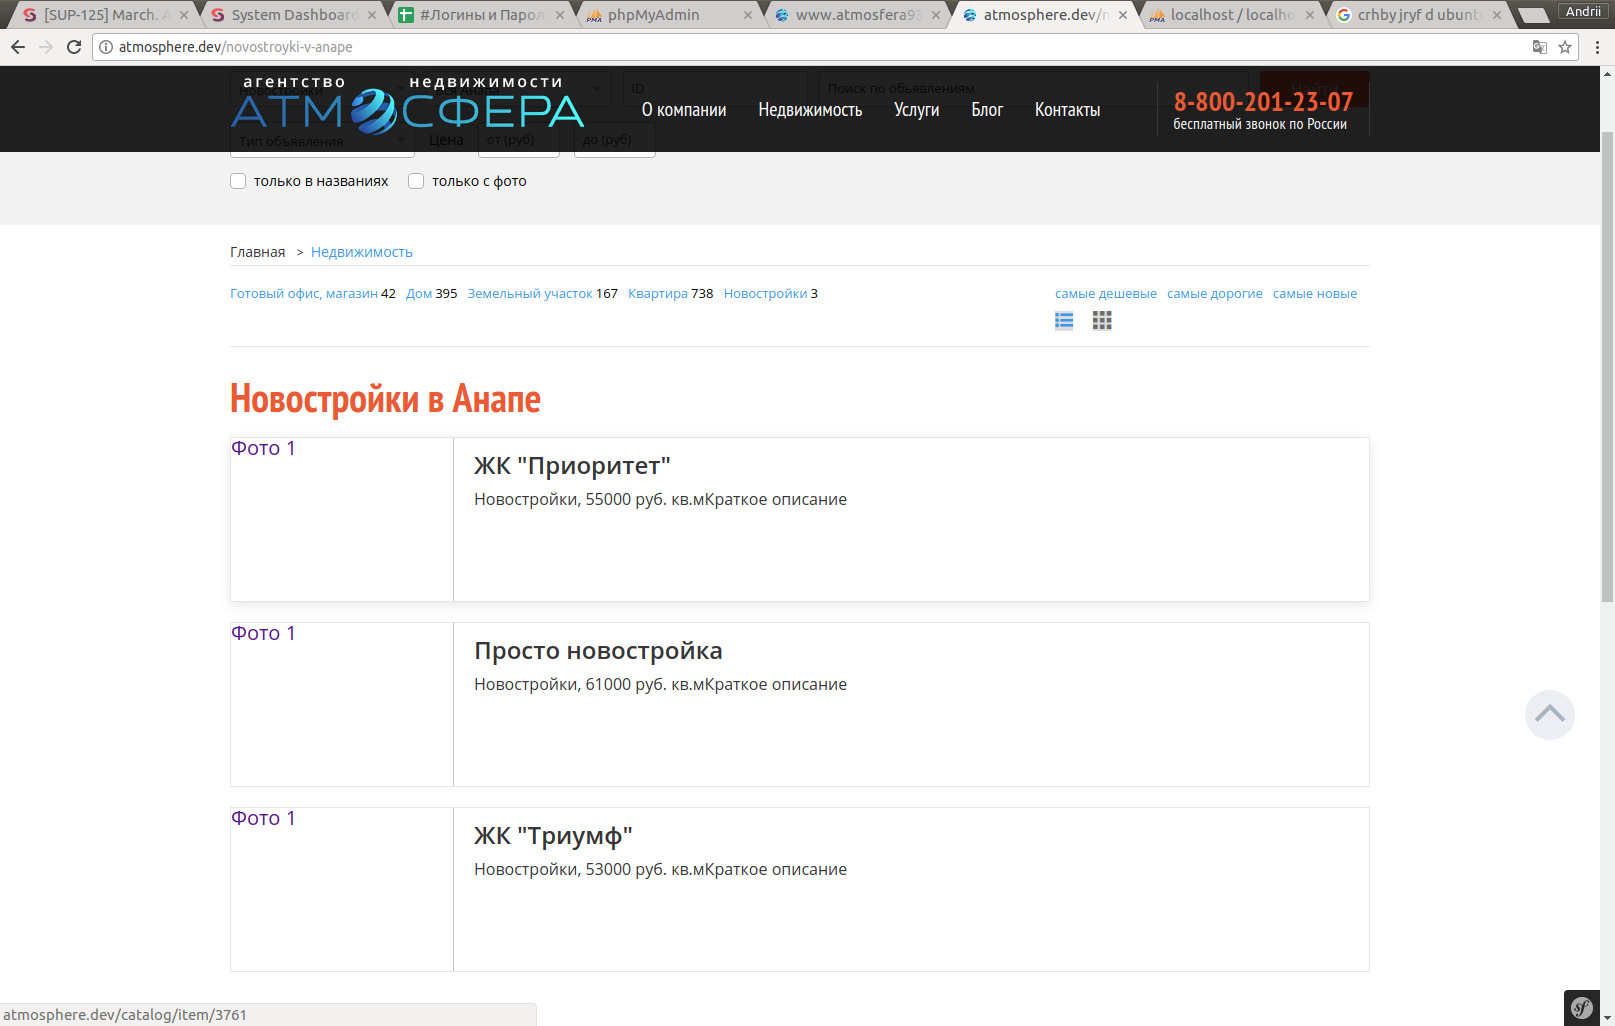 [SUP-125] March. A
System Dashboard
#Логины и Парол
phpMyAdmin
www.atmosfera93
atmosphere.dev/n
localhost / localho
crhby jryf d ubuntu
Andrii
atmosphere.dev/novostroyki-v-anape
агентство недвижимости
АТМОСФЕРА
О компании
Недвижимость
Услуги
Блог
Контакты
8-800-201-23-07
бесплатный звонок по России
ID
Поиск по объявлениям
Тип объявления
Цена
от (руб)
до (руб)
только в названиях
только с фото
Главная > Недвижимость
Готовый офис, магазин 42 Дом 395 Земельный участок 167 Квартира 738 Новостройки 3
самые дешевые самые дорогие самые новые
Новостройки в Анапе
Фото 1
ЖК "Приоритет"
Новостройки, 55000 руб. кв.мКраткое описание
Фото 1
Просто новостройка
Новостройки, 61000 руб. кв.мКраткое описание
Фото 1
ЖК "Триумф"
Новостройки, 53000 руб. кв.мКраткое описание
atmosphere.dev/catalog/item/3761
sf